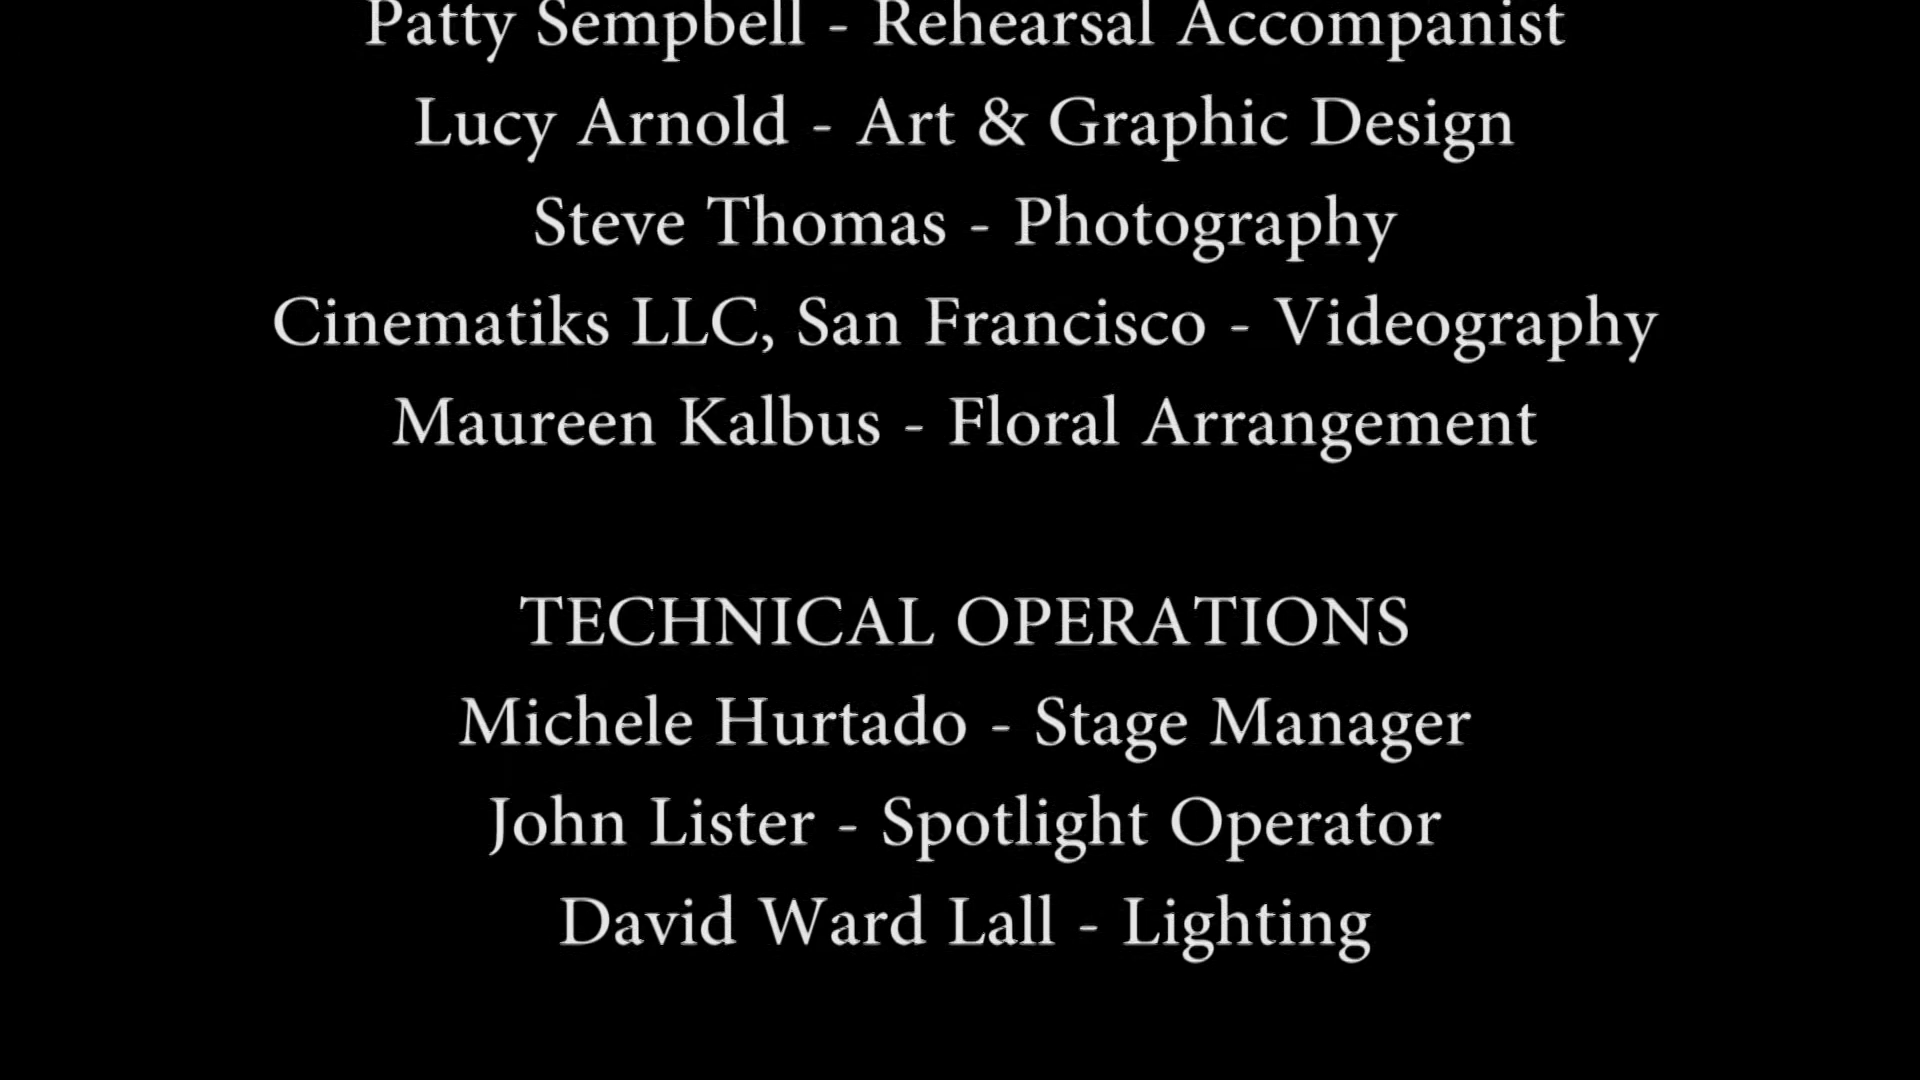 Patty Sempbell - Rehearsal Accompanist
Lucy Arnold - Art & Graphic Design
Steve Thomas - Photography
Cinematiks LLC, San Francisco - Videography
Maureen Kalbus - Floral Arrangement
TECHNICAL OPERATIONS
Michele Hurtado - Stage Manager
John Lister - Spotlight Operator
David Ward Lall - Lighting